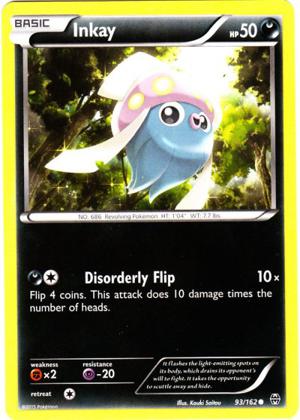 BASIC
Inkay
HP50
NO. 686 Revolving Pokémon HT: 1'04" WT: 7.7 lbs
Disorderly Flip 10×
Flip 4 coins. This attack does 10 damage times the
number of heads.
weakness resistance
×2 -20
It flashes the light-emitting spots on
its body, which drains its opponent's
will to fight. It takes the opportunity
to scuttle away and hide.
retreat
©2015 Pokémon
Illus. Kouki Saitou 93/162